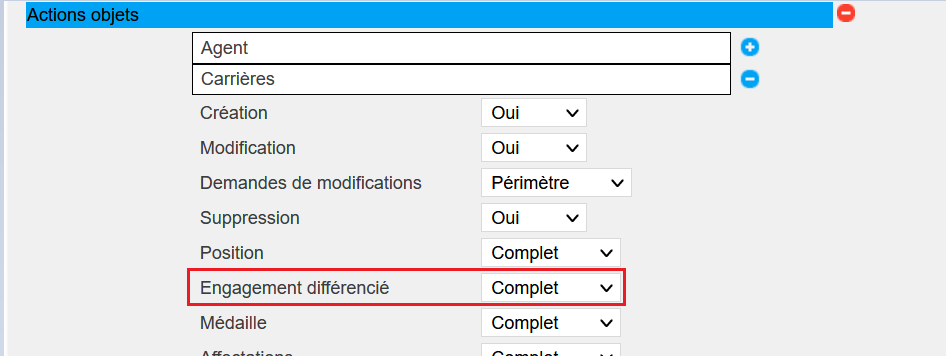 Actions objets
Agent
Carrières
Création Oui
Modification Oui
Demandes de modifications Périmètre
Suppression Oui
Position Complet
Engagement différencié Complet
Médaille Complet